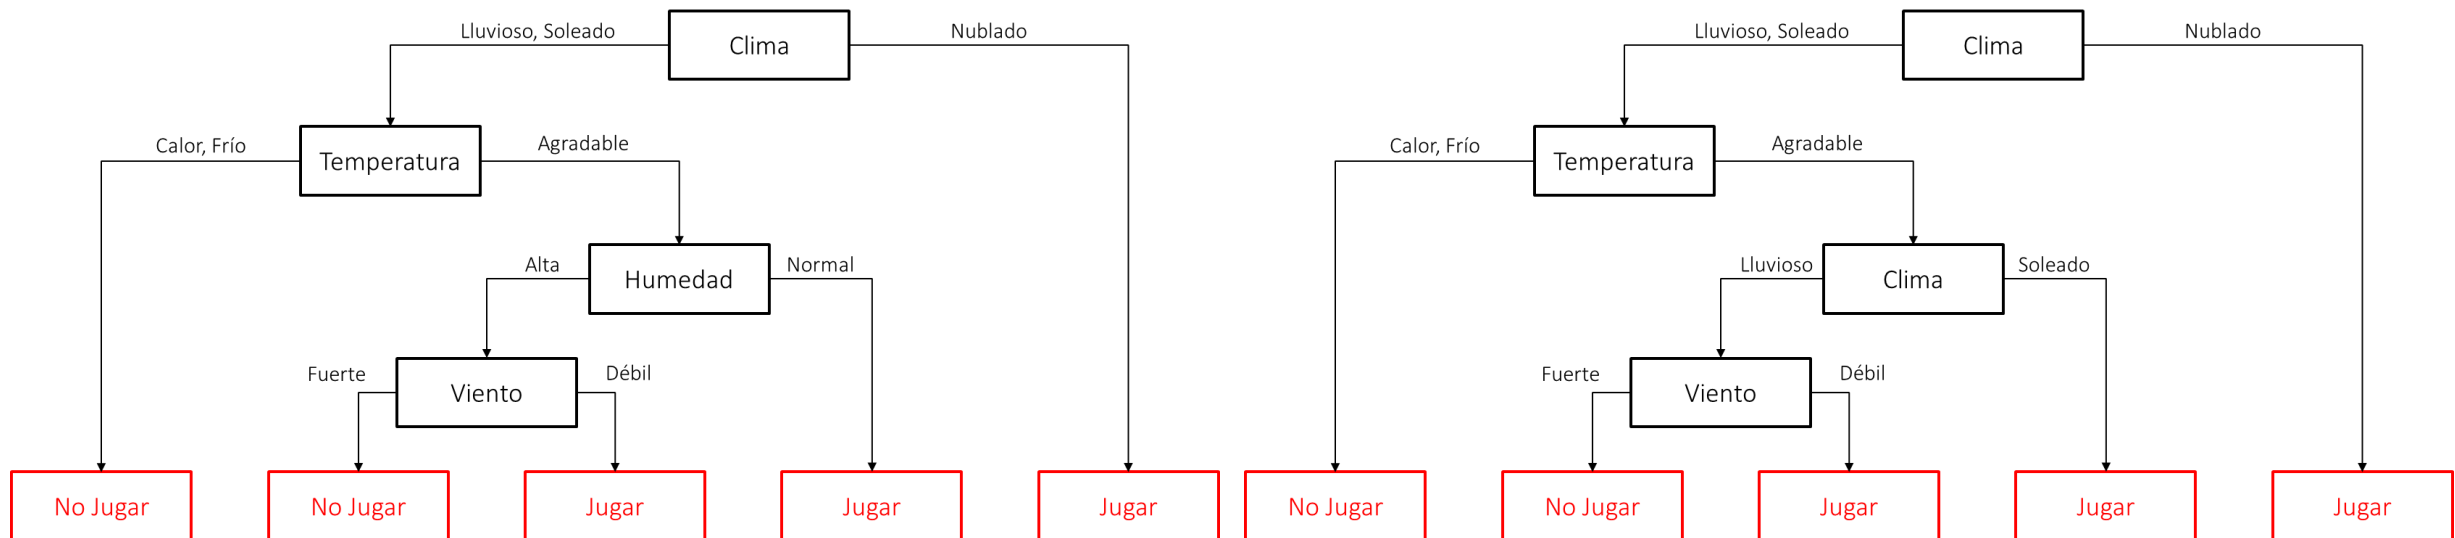 Lluvioso, Soleado
Clima
Nublado
Calor, Frío
Temperatura
Agradable
Alta
Humedad
Normal
Fuerte
Viento
Débil
No Jugar
No Jugar
Jugar
Jugar
Jugar
Lluvioso, Soleado
Clima
Nublado
Calor, Frío
Temperatura
Agradable
Lluvioso
Clima
Soleado
Fuerte
Viento
Débil
No Jugar
No Jugar
Jugar
Jugar
Jugar